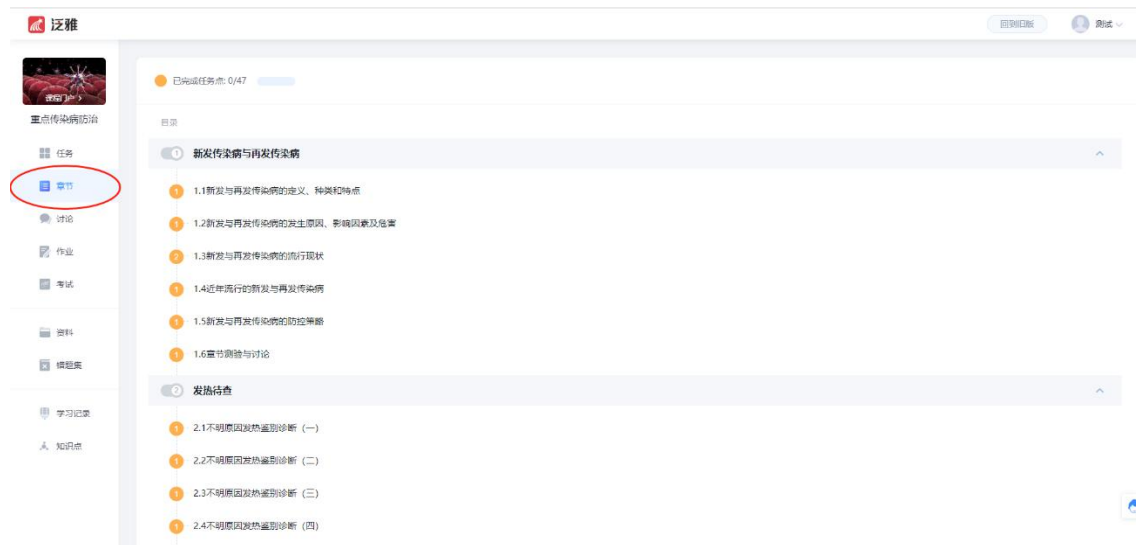 泛雅
回到旧版
测试
课程门户 >
重点传染病防治
任务
章节
讨论
作业
考试
资料
错题集
学习记录
知识点
已完成任务点: 0/47
目录
1 新发传染病与再发传染病
1 1.1新发与再发传染病的定义、种类和特点
1 1.2新发与再发传染病的发生原因、影响因素及危害
2 1.3新发与再发传染病的流行现状
1 1.4近年流行的新发与再发传染病
1 1.5新发与再发传染病的防控策略
1 1.6章节测验与讨论
2 发热待查
1 2.1不明原因发热鉴别诊断（一）
1 2.2不明原因发热鉴别诊断（二）
1 2.3不明原因发热鉴别诊断（三）
1 2.4不明原因发热鉴别诊断（四）